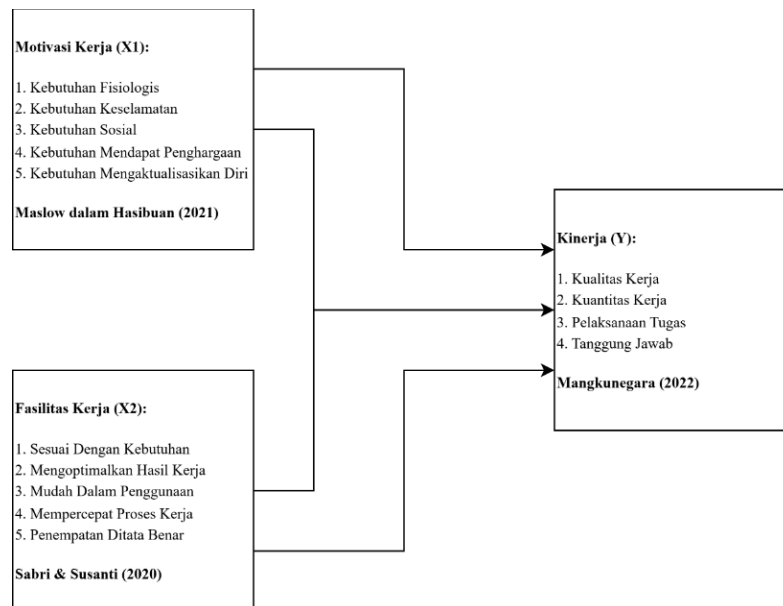 Motivasi Kerja (X1):
1. Kebutuhan Fisiologis
2. Kebutuhan Keselamatan
3. Kebutuhan Sosial
4. Kebutuhan Mendapat Penghargaan
5. Kebutuhan Mengaktualisasikan Diri
Maslow dalam Hasibuan (2021)
Fasilitas Kerja (X2):
1. Sesuai Dengan Kebutuhan
2. Mengoptimalkan Hasil Kerja
3. Mudah Dalam Penggunaan
4. Mempercepat Proses Kerja
5. Penempatan Ditata Benar
Sabri & Susanti (2020)
Kinerja (Y):
1. Kualitas Kerja
2. Kuantitas Kerja
3. Pelaksanaan Tugas
4. Tanggung Jawab
Mangkunegara (2022)